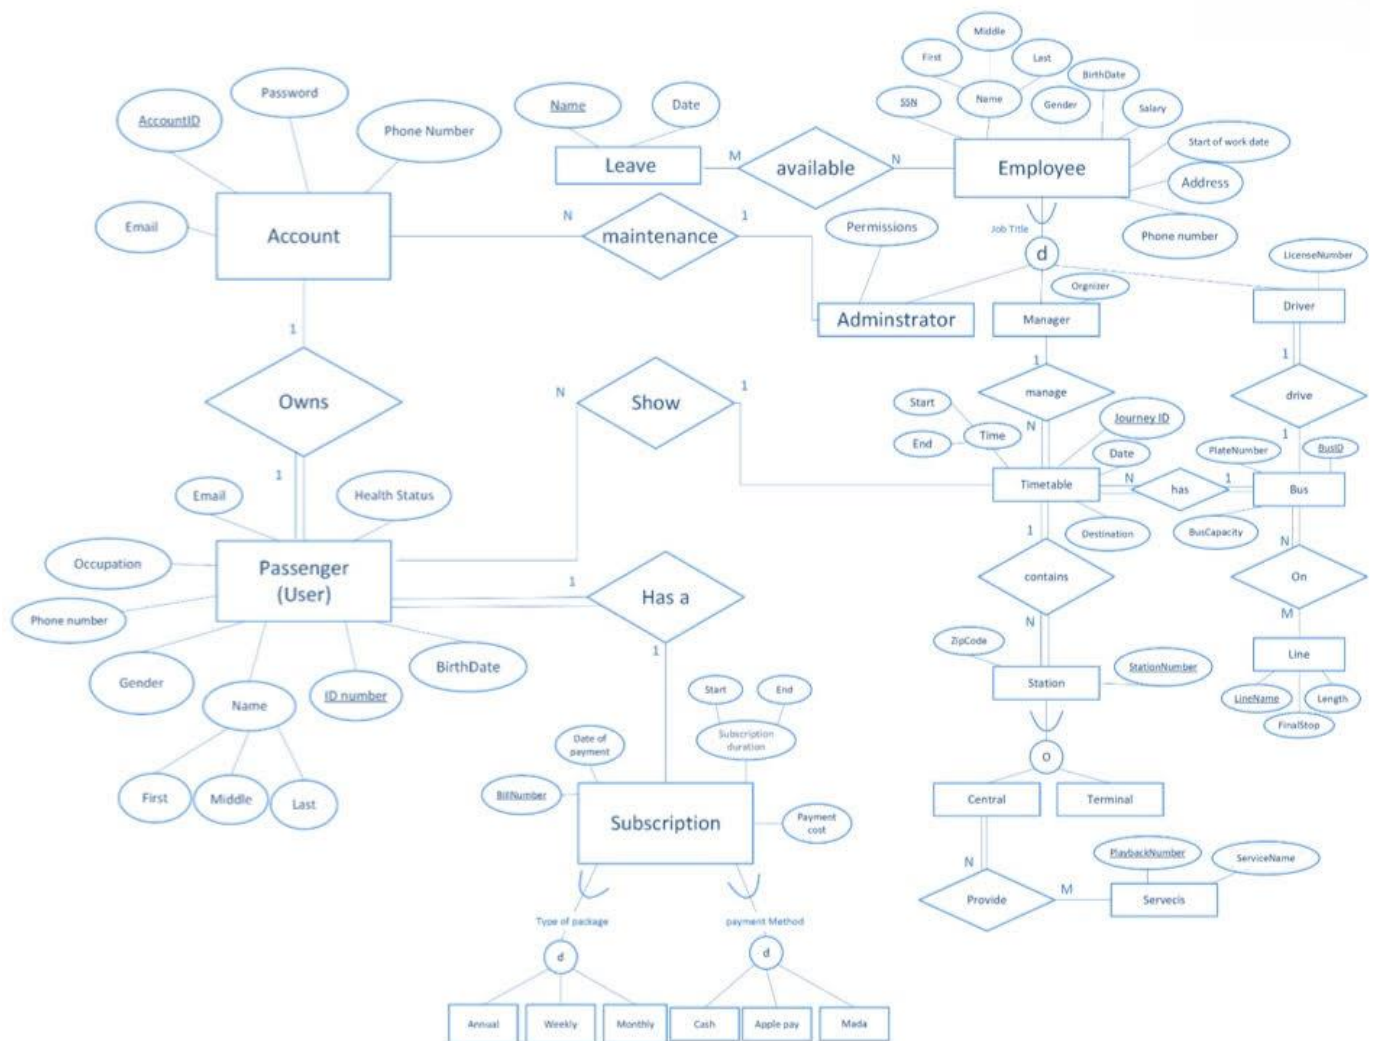 Middle
First
Last
BirthDate
SSN
Name
Gender
Salary
Start of work date
Address
Phone number
Employee
Job Title
d
Name
Date
Leave
M
available
N
AccountID
Password
Phone Number
Email
Account
N
maintenance
1
Permissions
Adminstrator
Orgnizer
Manager
LicenseNumber
Driver
1
Owns
1
N
Show
1
1
manage
N
1
drive
1
Start
End
Time
Journey ID
Date
Timetable
Destination
N
has
1
PlateNumber
BusID
Bus
BusCapacity
Email
Health Status
Occupation
Passenger
(User)
Phone number
Gender
Name
ID number
BirthDate
First
Middle
Last
1
Has a
1
1
contains
N
N
On
M
ZipCode
StationNumber
Station
O
Central
Terminal
Line
LineName
Length
FinalStop
N
Provide
M
PlaybackNumber
ServiceName
Servecis
Start
End
Subscription
duration
Date of
payment
BillNumber
Payment
cost
Subscription
Type of package
payment Method
d
d
Annual
Weekly
Monthly
Cash
Apple pay
Mada